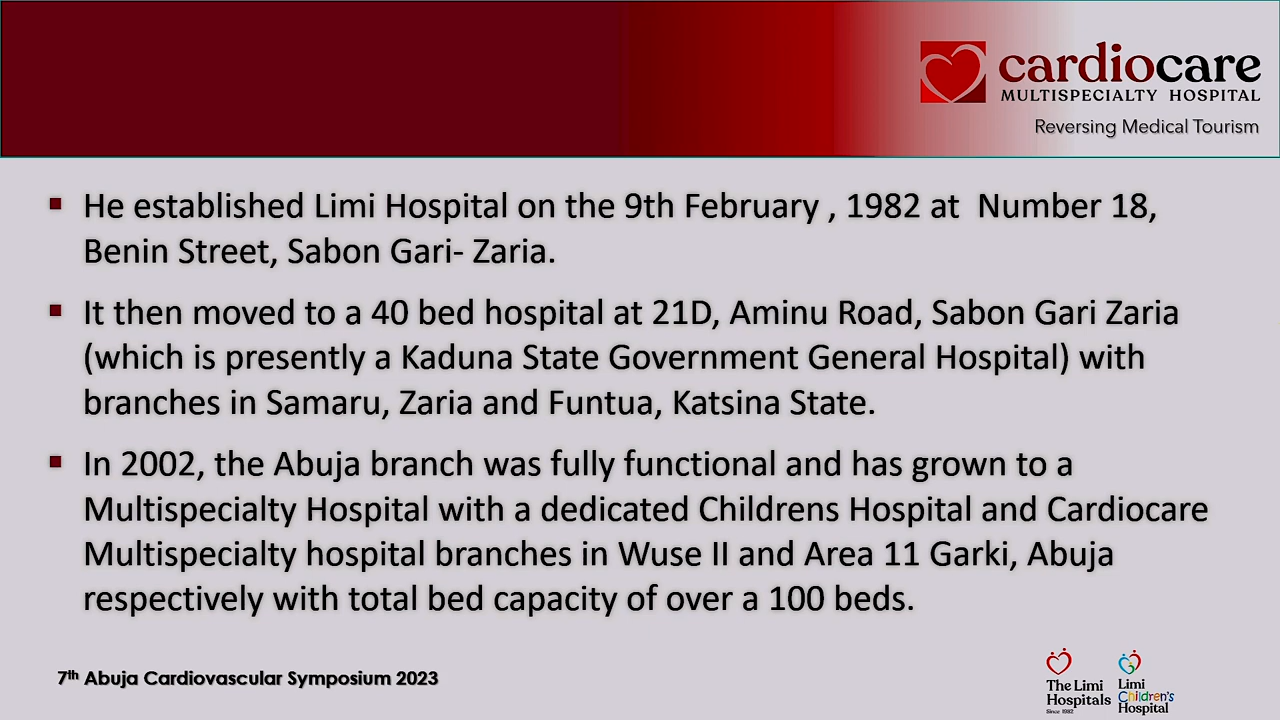 cardiocare
MULTISPECIALTY HOSPITAL
Reversing Medical Tourism
▪ He established Limi Hospital on the 9th February , 1982 at Number 18,
Benin Street, Sabon Gari- Zaria.
▪ It then moved to a 40 bed hospital at 21D, Aminu Road, Sabon Gari Zaria
(which is presently a Kaduna State Government General Hospital) with
branches in Samaru, Zaria and Funtua, Katsina State.
▪ In 2002, the Abuja branch was fully functional and has grown to a
Multispecialty Hospital with a dedicated Childrens Hospital and Cardiocare
Multispecialty hospital branches in Wuse II and Area 11 Garki, Abuja
respectively with total bed capacity of over a 100 beds.
7th Abuja Cardiovascular Symposium 2023
The Limi
Hospitals
Since 1982
Limi
Children's
Hospital